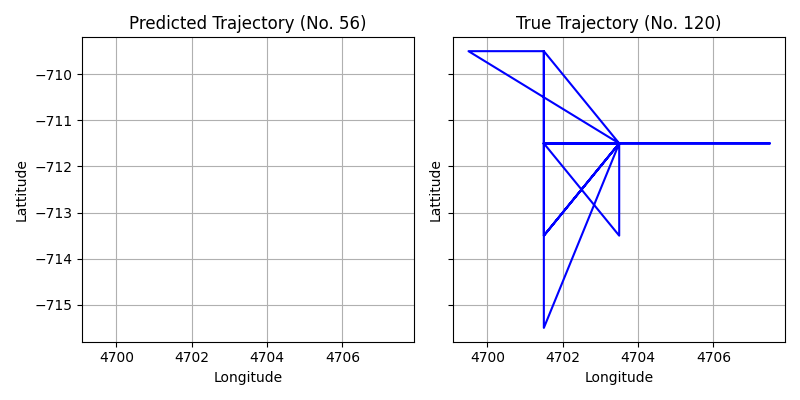 Predicted Trajectory (No. 56)
True Trajectory (No. 120)
−710
−711
−712
−713
−714
−715
Lattitude
Lattitude
4700 4702 4704 4706
4700 4702 4704 4706
Longitude
Longitude